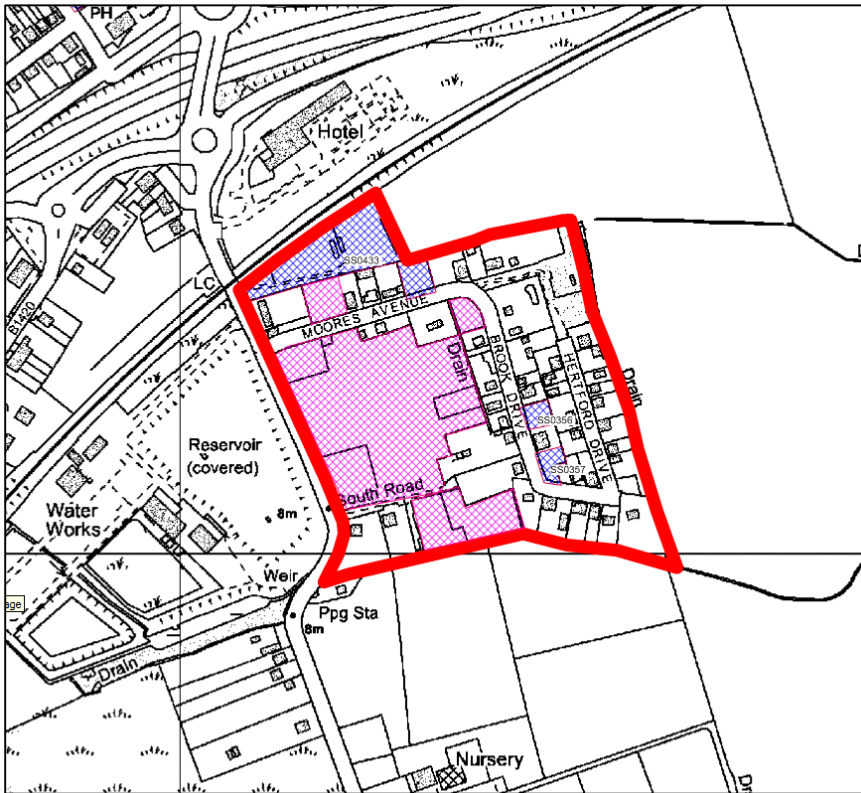 PH
Hotel
SS0433
LC
MOORES AVENUE
B1420
Drain
BROOK DRIVE
HERTFORD DRIVE
Drain
SS0356
Reservoir
(covered)
SS0357
South Road
8m
Water
Works
Weir
age
Ppg Sta
8m
Drain
Nursery